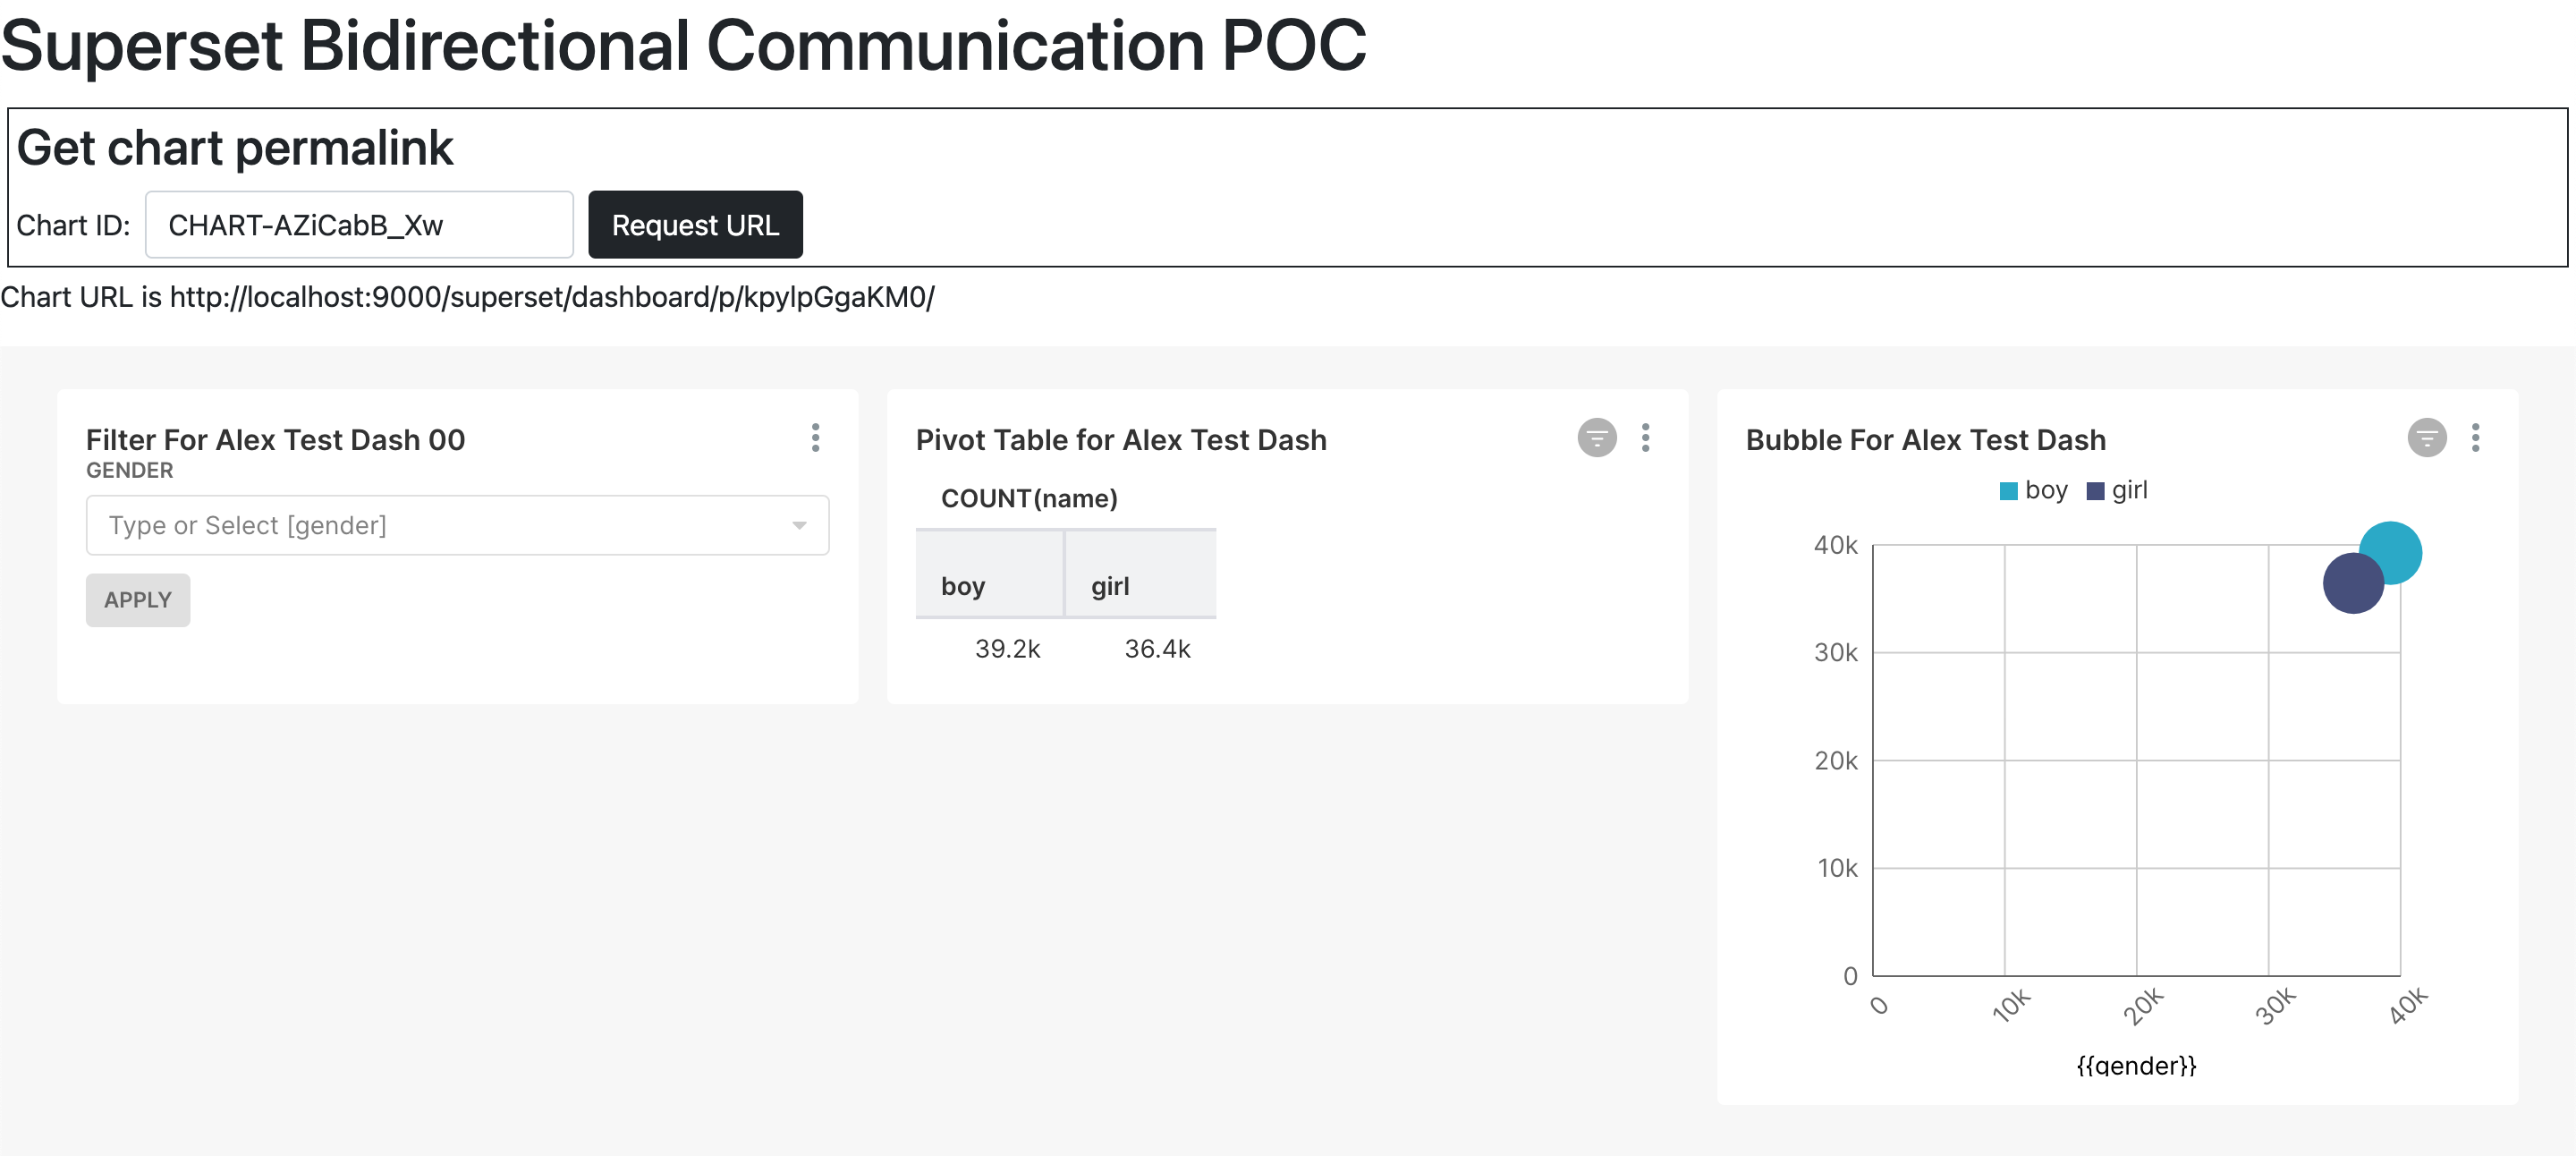 Superset Bidirectional Communication POC
Get chart permalink
Chart ID: CHART-AZiCabB_Xw Request URL
Chart URL is http://localhost:9000/superset/dashboard/p/kpylpGgaKM0/
Filter For Alex Test Dash 00
GENDER
Type or Select [gender]
APPLY
Pivot Table for Alex Test Dash
COUNT(name)
boy girl
39.2k 36.4k
Bubble For Alex Test Dash
boy girl
40k
30k
20k
10k
0
0 10k 20k 30k 40k
{{gender}}